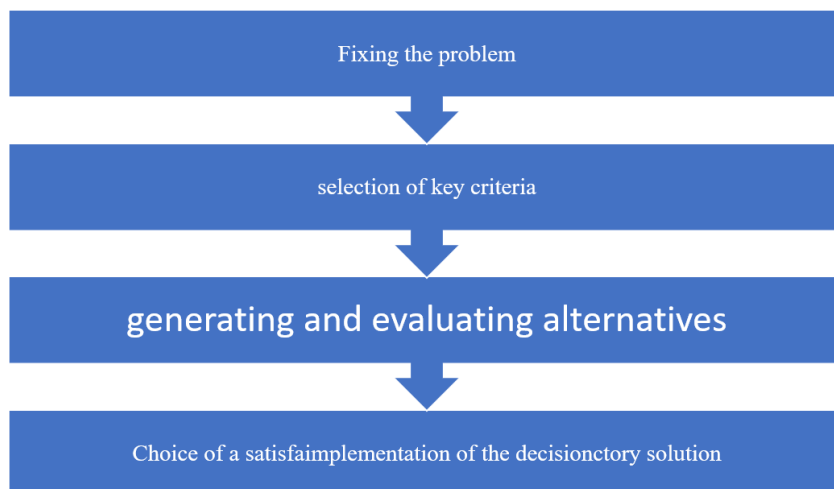 Fixing the problem
selection of key criteria
generating and evaluating alternatives
Choice of a satisfaimplementation of the decisionctory solution